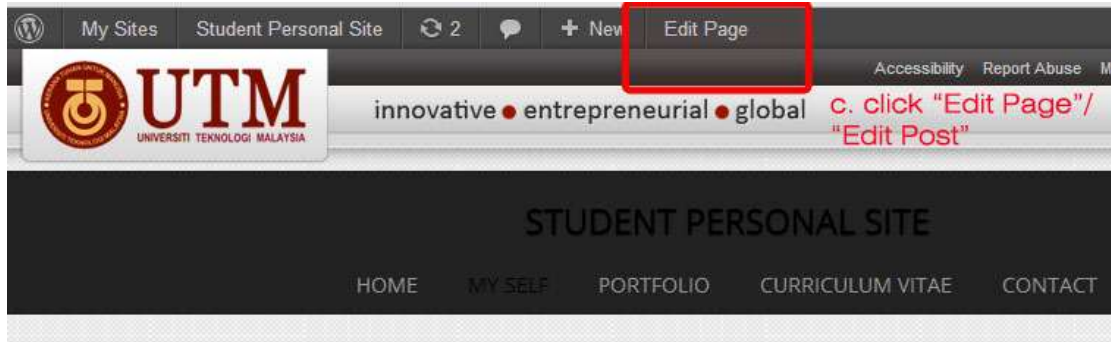 My Sites Student Personal Site 2 + New Edit Page
Accessibility Report Abuse M
UTM
UNIVERSITI TEKNOLOGI MALAYSIA
innovative ● entrepreneurial ● global
c. click “Edit Page”/
“Edit Post”
STUDENT PERSONAL SITE
HOME MY SELF PORTFOLIO CURRICULUM VITAE CONTACT